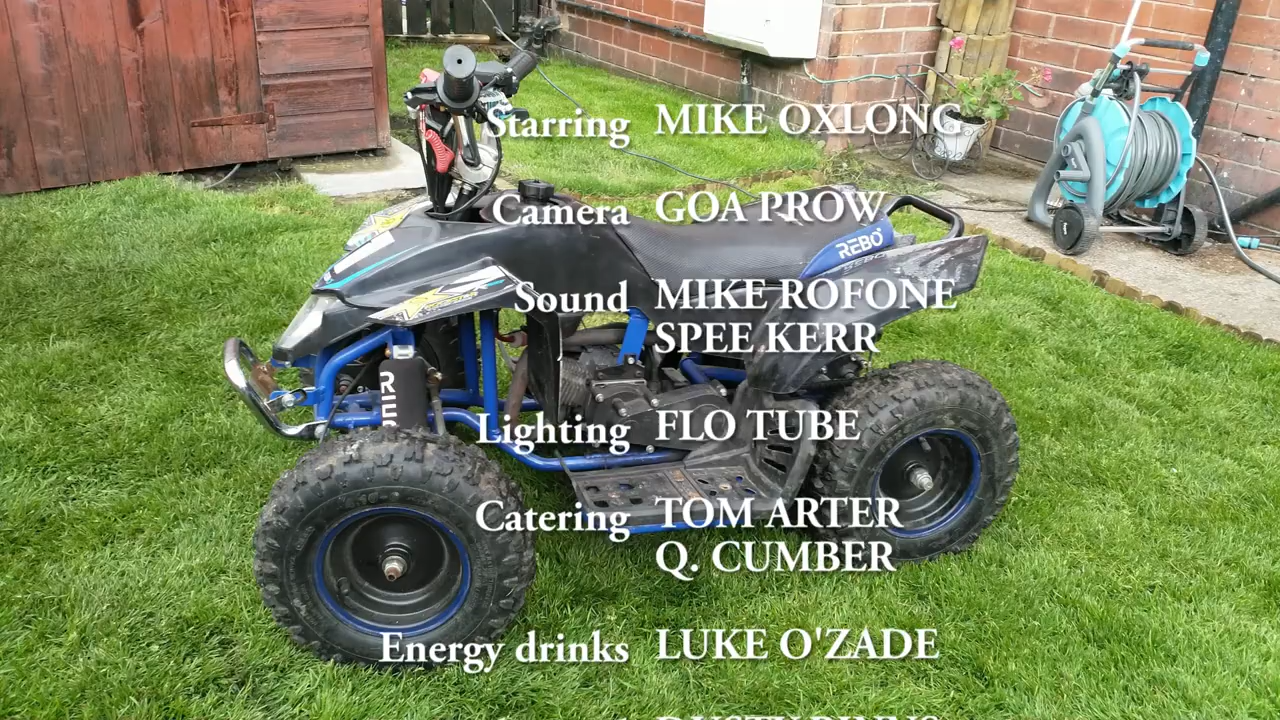 Starring MIKE OXLONG
Camera GOA PROW
REBO
Sound MIKE ROFONE
SPEE KERR
Lighting FLO TUBE
Catering TOM ARTER
Q. CUMBER
Energy drinks LUKE O'ZADE